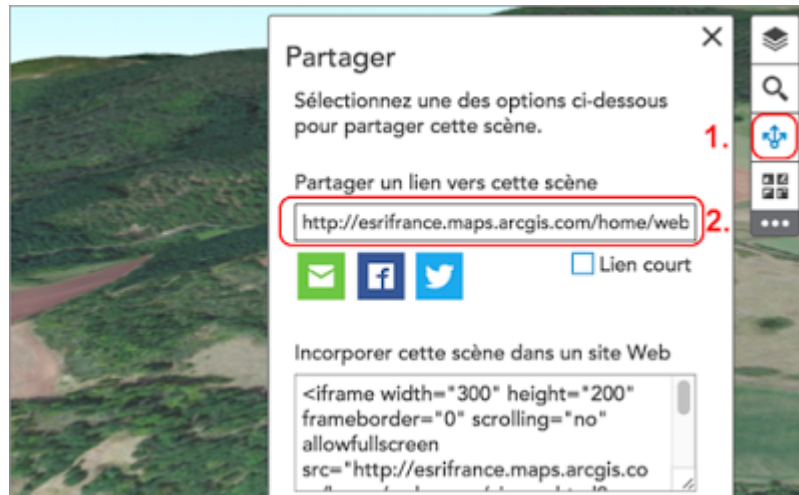 Partager
Sélectionnez une des options ci-dessous
pour partager cette scène.
1.
Partager un lien vers cette scène
http://esrifrance.maps.arcgis.com/home/web
2.
Lien court
Incorporer cette scène dans un site Web
<iframe width="300" height="200"
frameborder="0" scrolling="no"
allowfullscreen
src="http://esrifrance.maps.arcgis.co